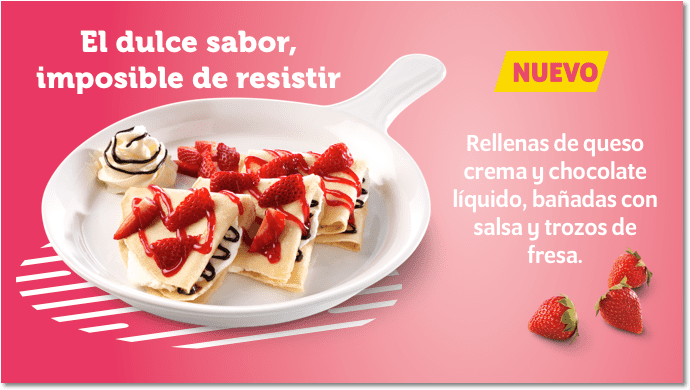 El dulce sabor,
imposible de resistir
NUEVO
Rellenas de queso
crema y chocolate
líquido, bañadas con
salsa y trozos de
fresa.